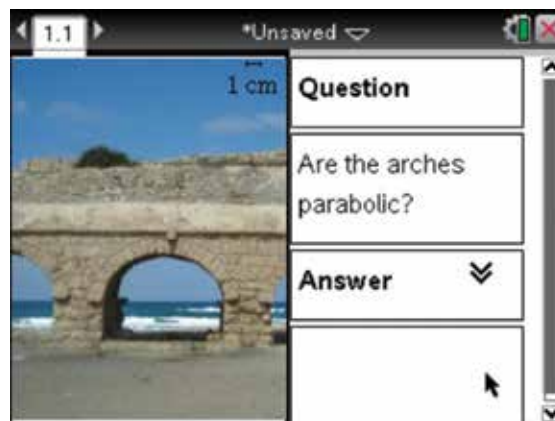 1.1
*Unsaved
1 cm
Question
Are the arches
parabolic?
Answer